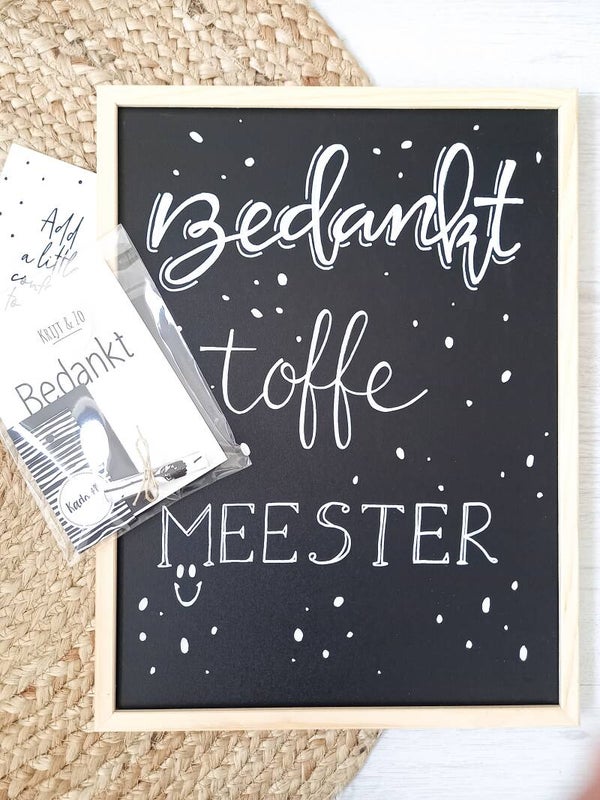 Bedankt
toffe
MEESTER
Add
a little
KRIJT & ZO
Bedankt